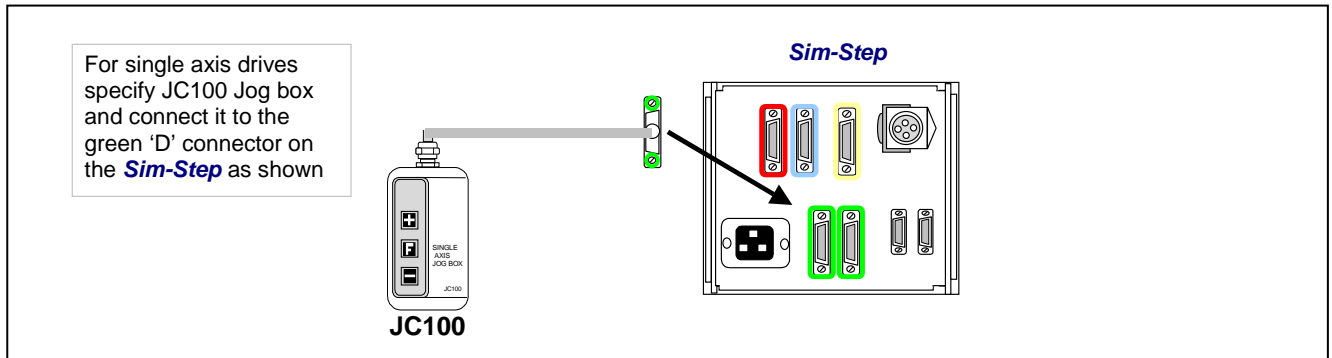 For single axis drives
specify JC100 Jog box
and connect it to the
green ‘D’ connector on
the Sim-Step as shown
Sim-Step
SINGLE
AXIS
JOG BOX
JC100
F
JC100